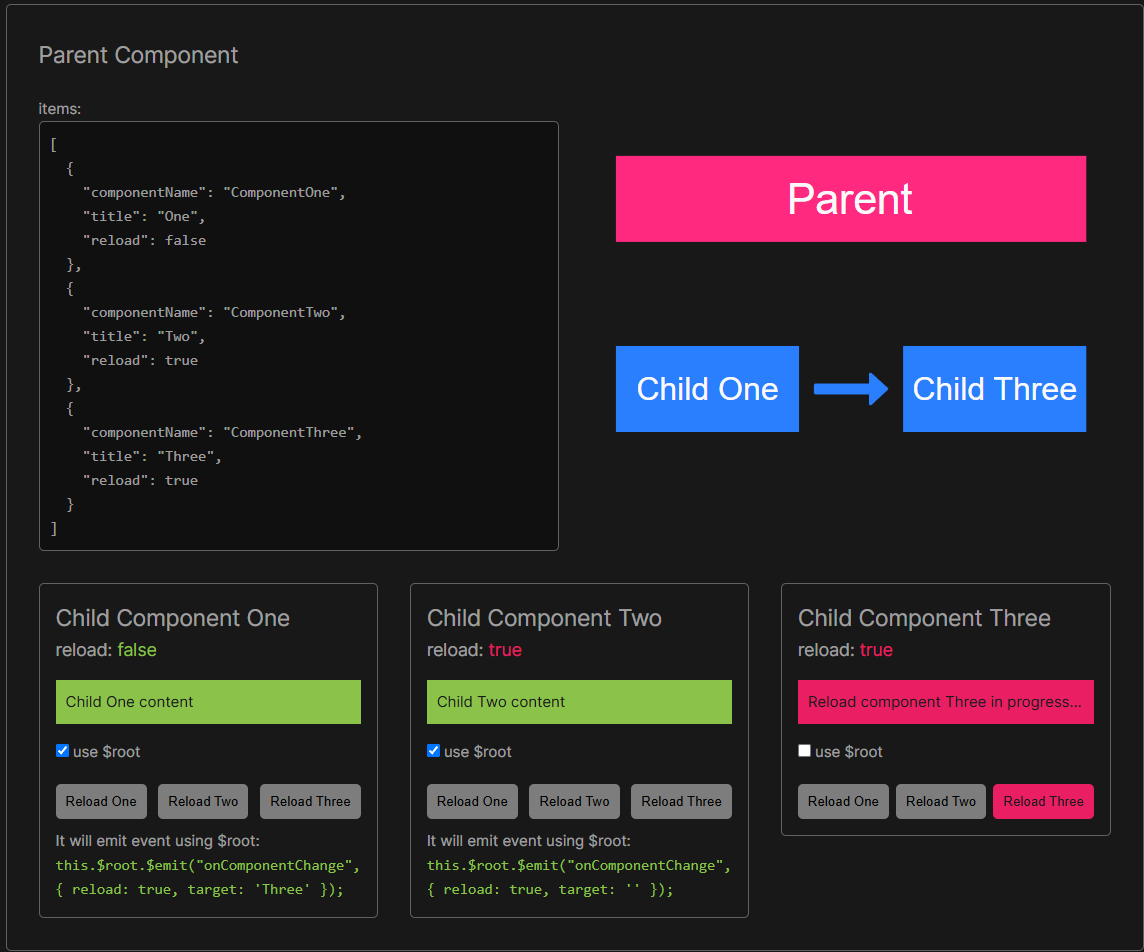 Parent Component
items:
[
  {
    "componentName": "ComponentOne",
    "title": "One",
    "reload": false
  },
  {
    "componentName": "ComponentTwo",
    "title": "Two",
    "reload": true
  },
  {
    "componentName": "ComponentThree",
    "title": "Three",
    "reload": true
  }
]
Parent
Child One
Child Three
Child Component One
reload: false
Child One content
use $root
Reload One
Reload Two
Reload Three
It will emit event using $root:
this.$root.$emit("onComponentChange",
{ reload: true, target: 'Three' });
Child Component Two
reload: true
Child Two content
use $root
Reload One
Reload Two
Reload Three
It will emit event using $root:
this.$root.$emit("onComponentChange",
{ reload: true, target: '' });
Child Component Three
reload: true
Reload component Three in progress...
use $root
Reload One
Reload Two
Reload Three